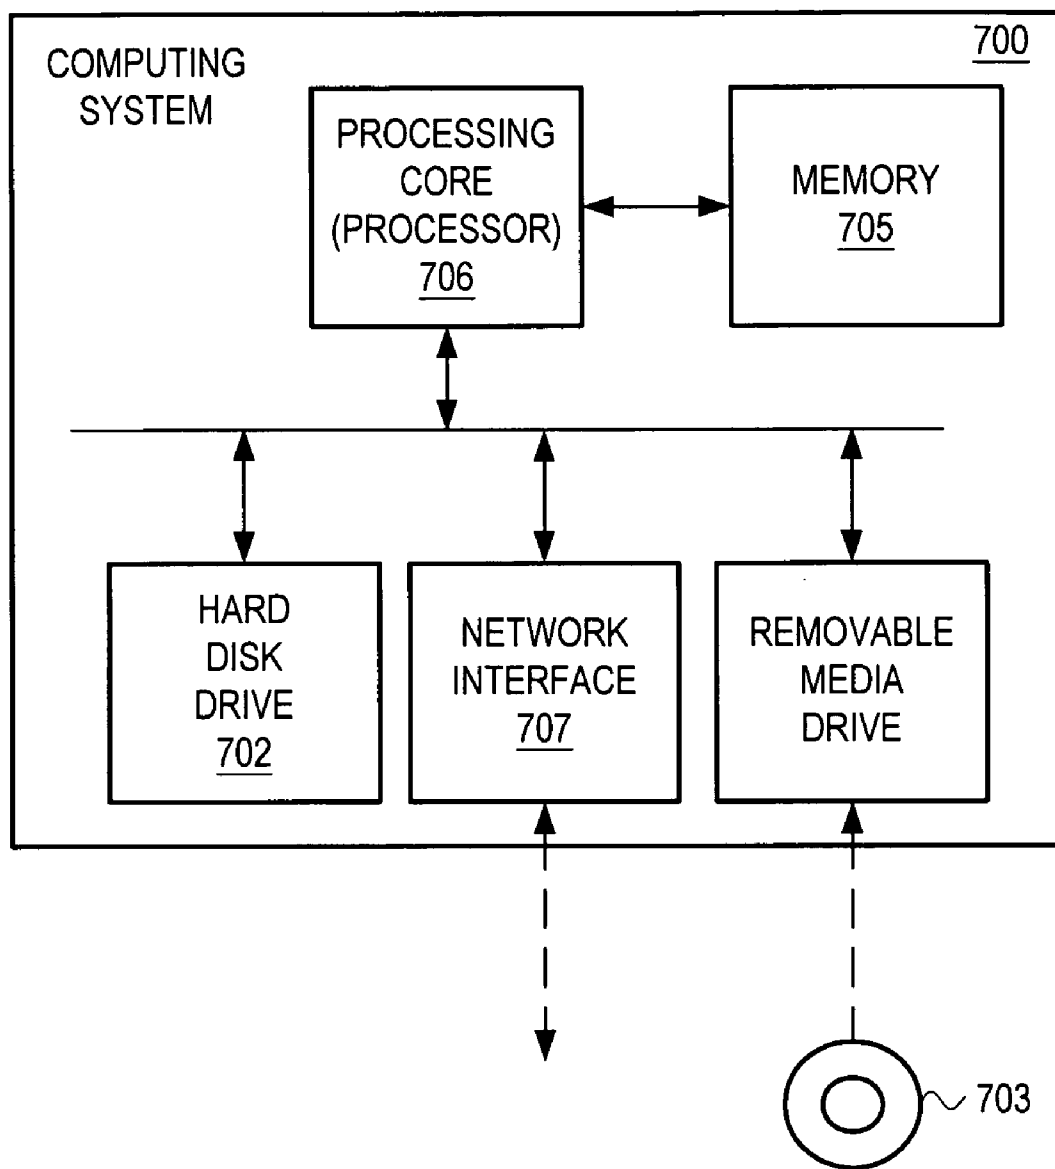 COMPUTING
SYSTEM
700
PROCESSING
CORE
(PROCESSOR)
706
MEMORY
705
HARD
DISK
DRIVE
702
NETWORK
INTERFACE
707
REMOVABLE
MEDIA
DRIVE
703